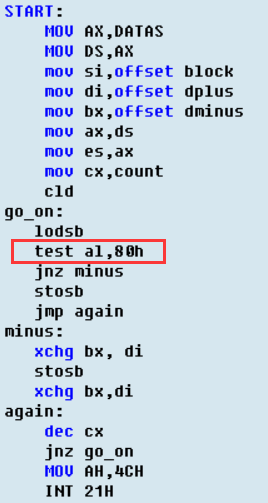 START:
MOV AX,DATAS
MOV DS,AX
mov si,offset block
mov di,offset dplus
mov bx,offset dminus
mov ax,ds
mov es,ax
mov cx,count
cld
go_on:
lodsb
test al,80h
jnz minus
stosb
jmp again
minus:
xchg bx, di
stosb
xchg bx,di
again:
dec cx
jnz go_on
MOV AH,4CH
INT 21H